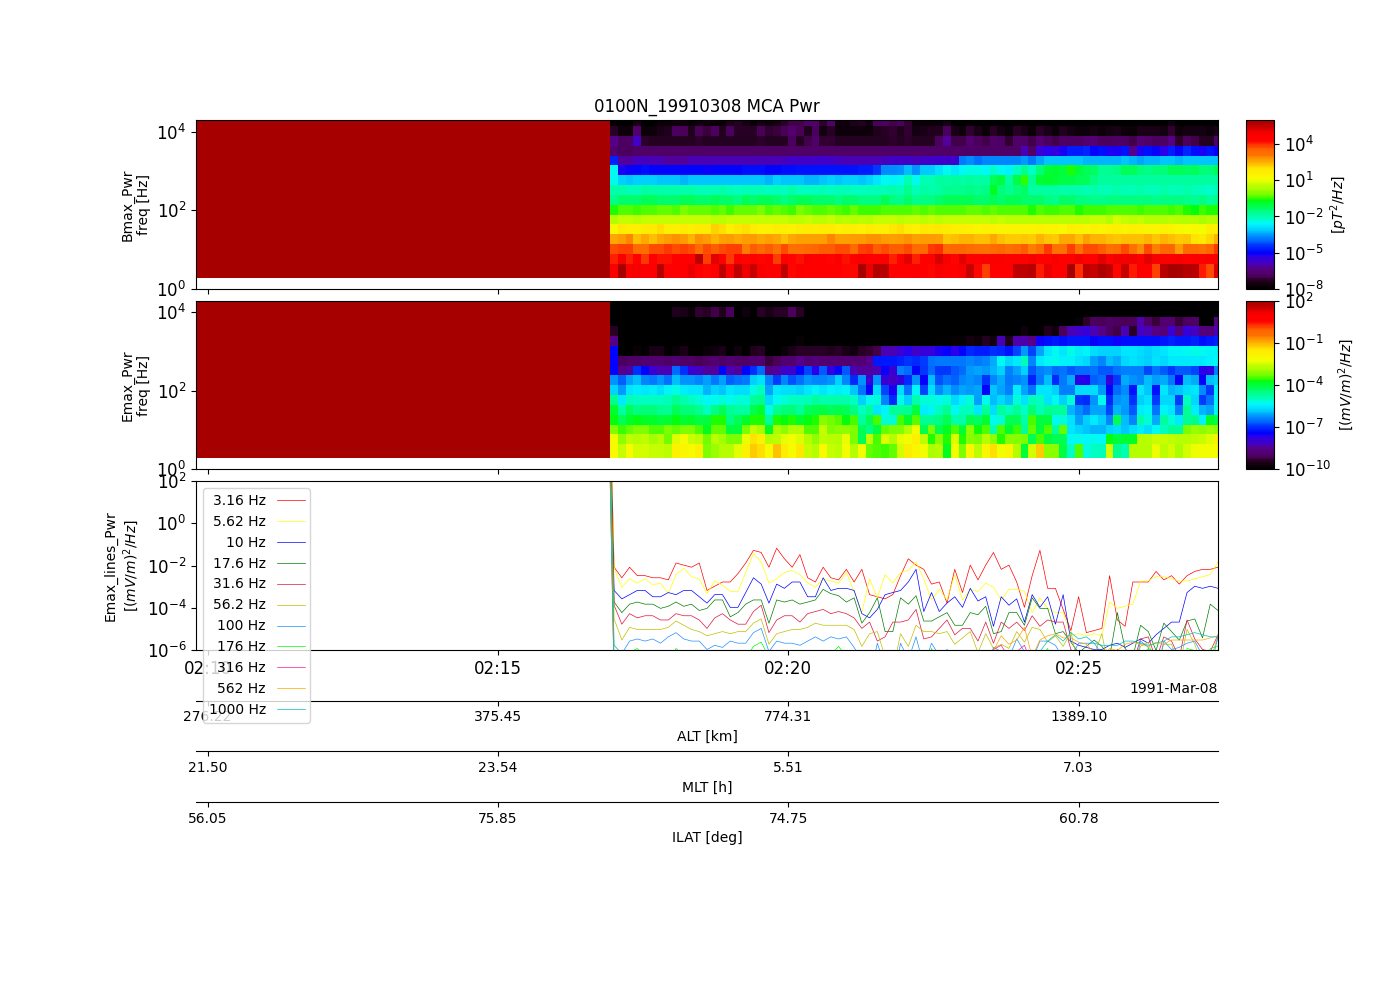 0100N_19910308 MCA Pwr
Bmax_Pwr
freq [Hz]
10^4
10^2
10^0
10^4
10^1
10^-2
10^-5
10^-8
[pT^2/Hz]
Emax_Pwr
freq [Hz]
10^4
10^2
10^0
10^2
10^-1
10^-4
10^-7
10^-10
[(mV/m)^2/Hz]
Emax_lines_Pwr
[(mV/m)^2/Hz]
10^2
10^0
10^-2
10^-4
10^-6
3.16 Hz
5.62 Hz
10 Hz
17.6 Hz
31.6 Hz
56.2 Hz
100 Hz
176 Hz
316 Hz
562 Hz
1000 Hz
02:10 02:15 02:20 02:25
1991-Mar-08
276.22 375.45 774.31 1389.10
ALT [km]
21.50 23.54 5.51 7.03
MLT [h]
56.05 75.85 74.75 60.78
ILAT [deg]